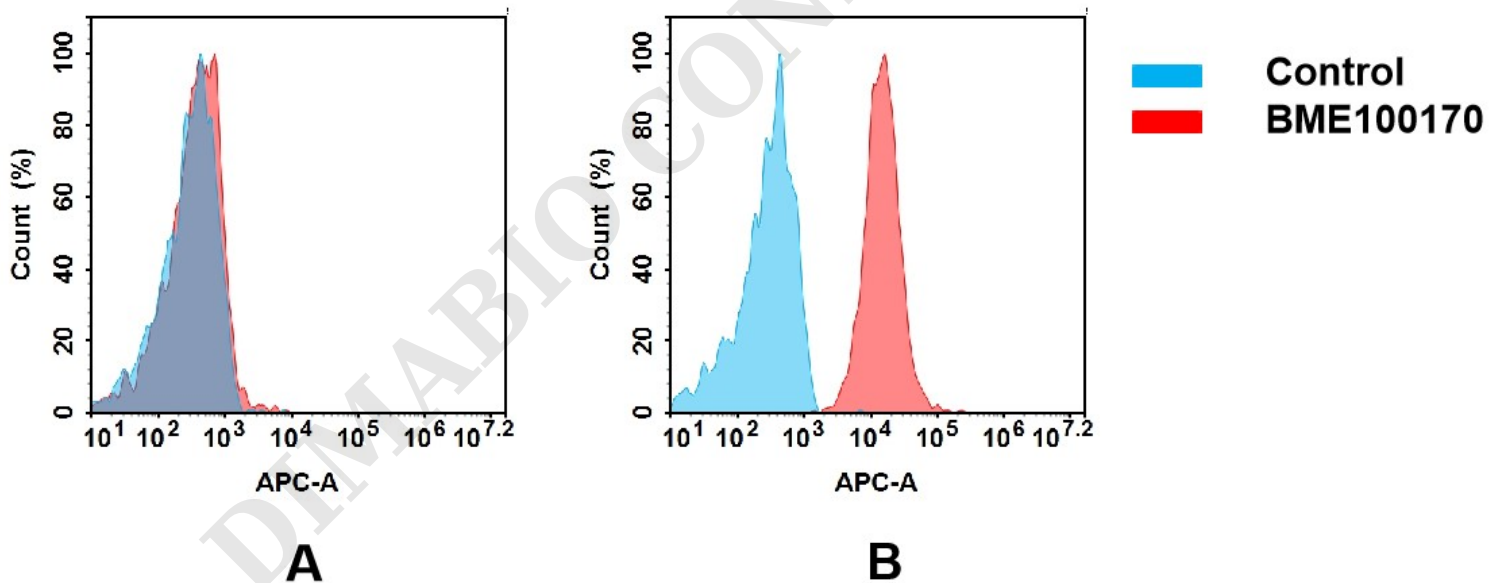 100
80
60
40
20
0
Count (%)
10¹ 10² 10³ 10⁴ 10⁵ 10⁶ 10⁷·²
APC-A
A
100
80
60
40
20
0
Count (%)
10¹ 10² 10³ 10⁴ 10⁵ 10⁶ 10⁷·²
APC-A
B
Control
BME100170
DIMABIO CON